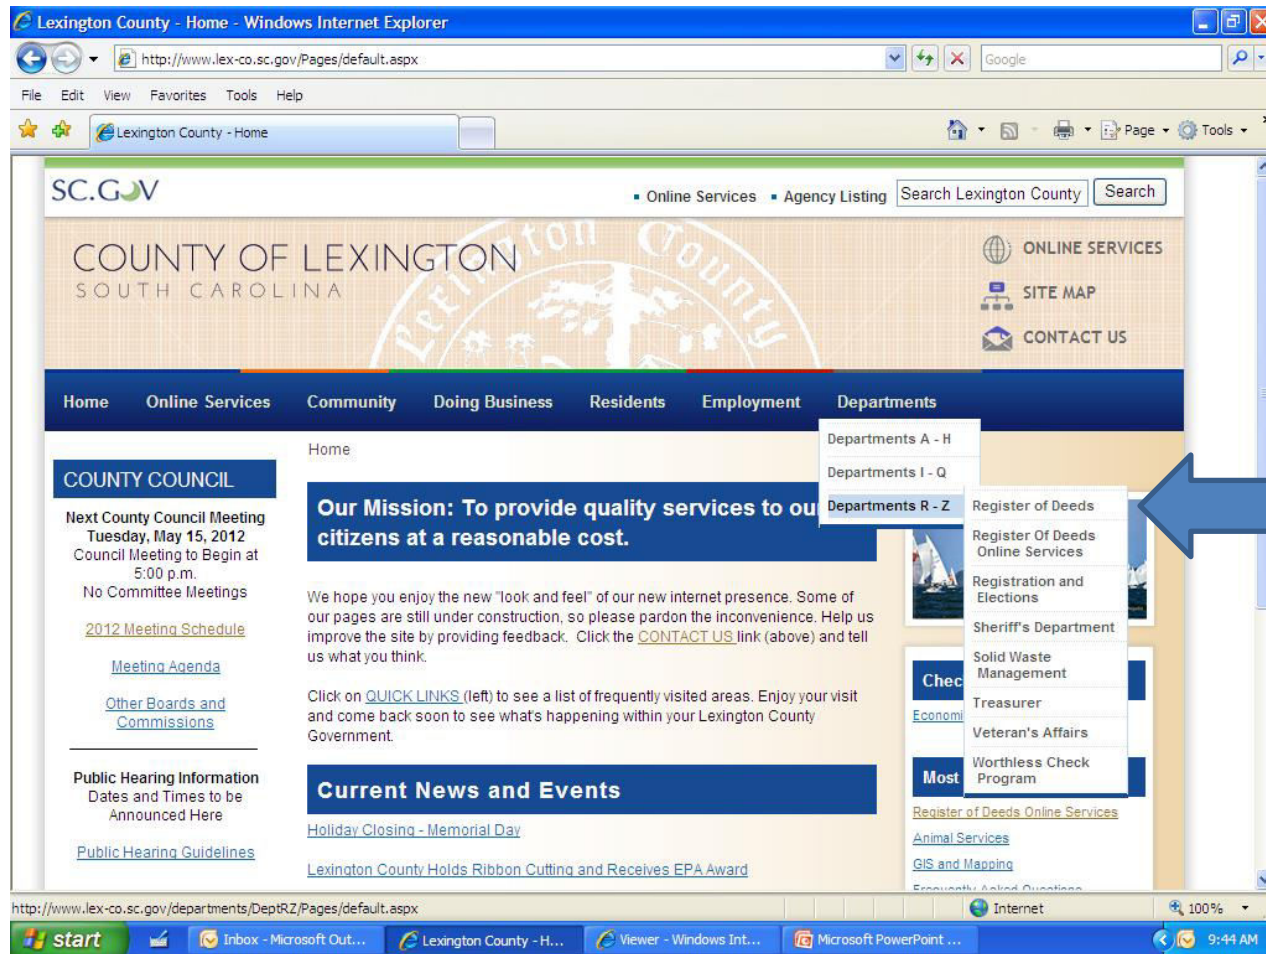 Lexington County - Home - Windows Internet Explorer
http://www.lex-co.sc.gov/Pages/default.aspx
Google
File Edit View Favorites Tools Help
Lexington County - Home
Page Tools
SC.GOV
Online Services Agency Listing Search Lexington County Search
COUNTY OF LEXINGTON
SOUTH CAROLINA
Lexington County
ONLINE SERVICES
SITE MAP
CONTACT US
Home Online Services Community Doing Business Residents Employment Departments
Departments A - H
Departments I - Q
Departments R - Z
Register of Deeds
Register Of Deeds
Online Services
Registration and
Elections
Sheriff's Department
Solid Waste
Management
Treasurer
Veteran's Affairs
Worthless Check
Program
Home
COUNTY COUNCIL
Next County Council Meeting
Tuesday, May 15, 2012
Council Meeting to Begin at
5:00 p.m.
No Committee Meetings
2012 Meeting Schedule
Meeting Agenda
Other Boards and
Commissions
Public Hearing Information
Dates and Times to be
Announced Here
Public Hearing Guidelines
Our Mission: To provide quality services to ou
citizens at a reasonable cost.
We hope you enjoy the new "look and feel" of our new internet presence. Some of
our pages are still under construction, so please pardon the inconvenience. Help us
improve the site by providing feedback. Click the CONTACT US link (above) and tell
us what you think.
Click on QUICK LINKS (left) to see a list of frequently visited areas. Enjoy your visit
and come back soon to see what's happening within your Lexington County
Government.
Current News and Events
Holiday Closing - Memorial Day
Lexington County Holds Ribbon Cutting and Receives EPA Award
Chec
Economi
Most
Register of Deeds Online Services
Animal Services
GIS and Mapping
Frequently Asked Questions
http://www.lex-co.sc.gov/departments/DeptRZ/Pages/default.aspx
Internet 100%
start Inbox - Microsoft Out... Lexington County - H... Viewer - Windows Int... Microsoft PowerPoint ... 9:44 AM